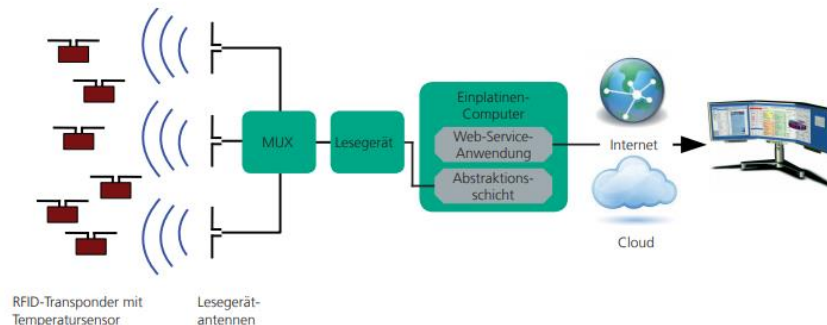 Einplatinen-
Computer
MUX
Lesegerät
Web-Service-
Anwendung
Abstraktions-
schicht
Internet
Cloud
RFID-Transponder mit
Temperatursensor
Lesegerät-
antennen